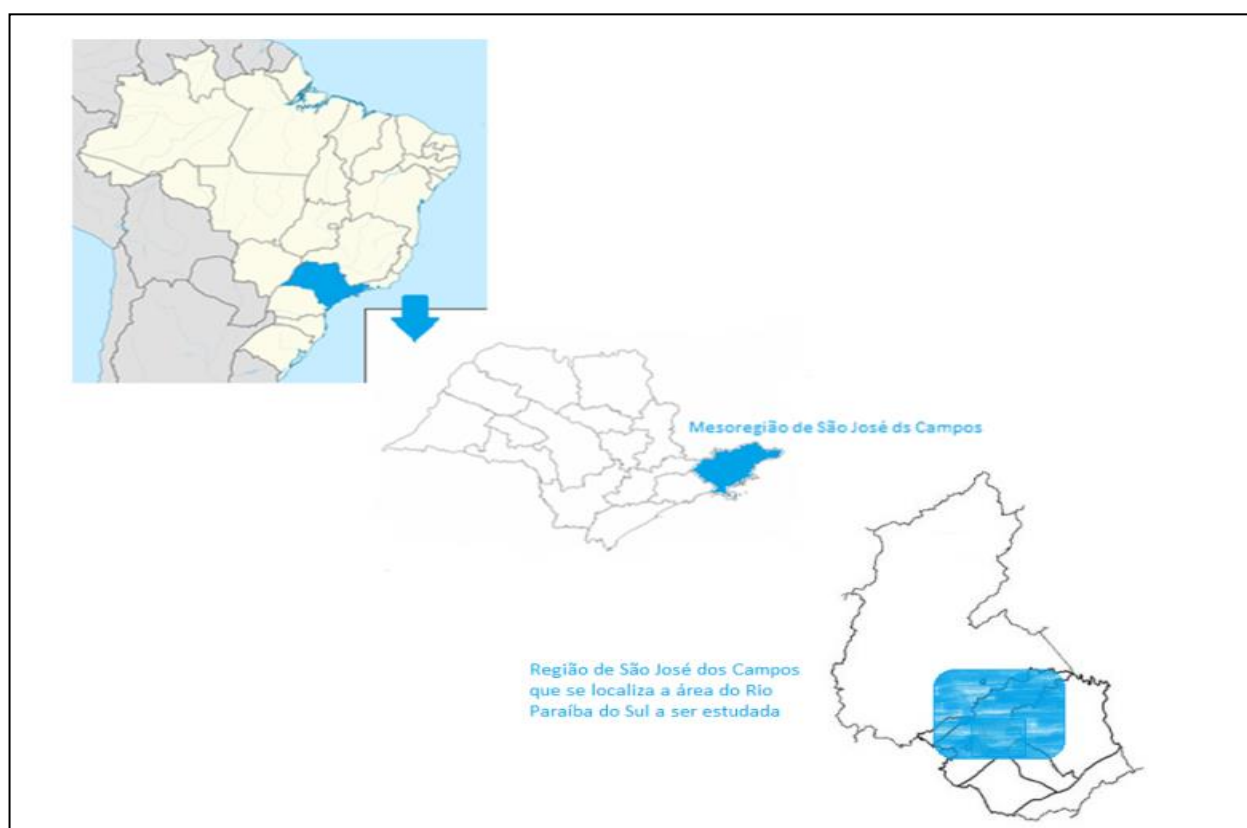 Mesoregião de São José ds Campos
Região de São José dos Campos
que se localiza a área do Rio
Paraíba do Sul a ser estudada